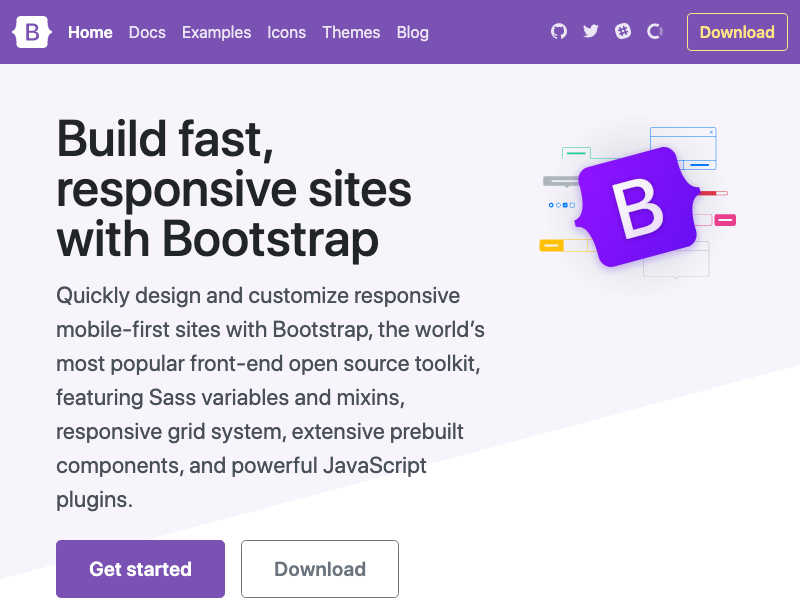 B Home Docs Examples Icons Themes Blog Download
Build fast,
responsive sites
with Bootstrap
B
Quickly design and customize responsive
mobile-first sites with Bootstrap, the world’s
most popular front-end open source toolkit,
featuring Sass variables and mixins,
responsive grid system, extensive prebuilt
components, and powerful JavaScript
plugins.
Get started Download